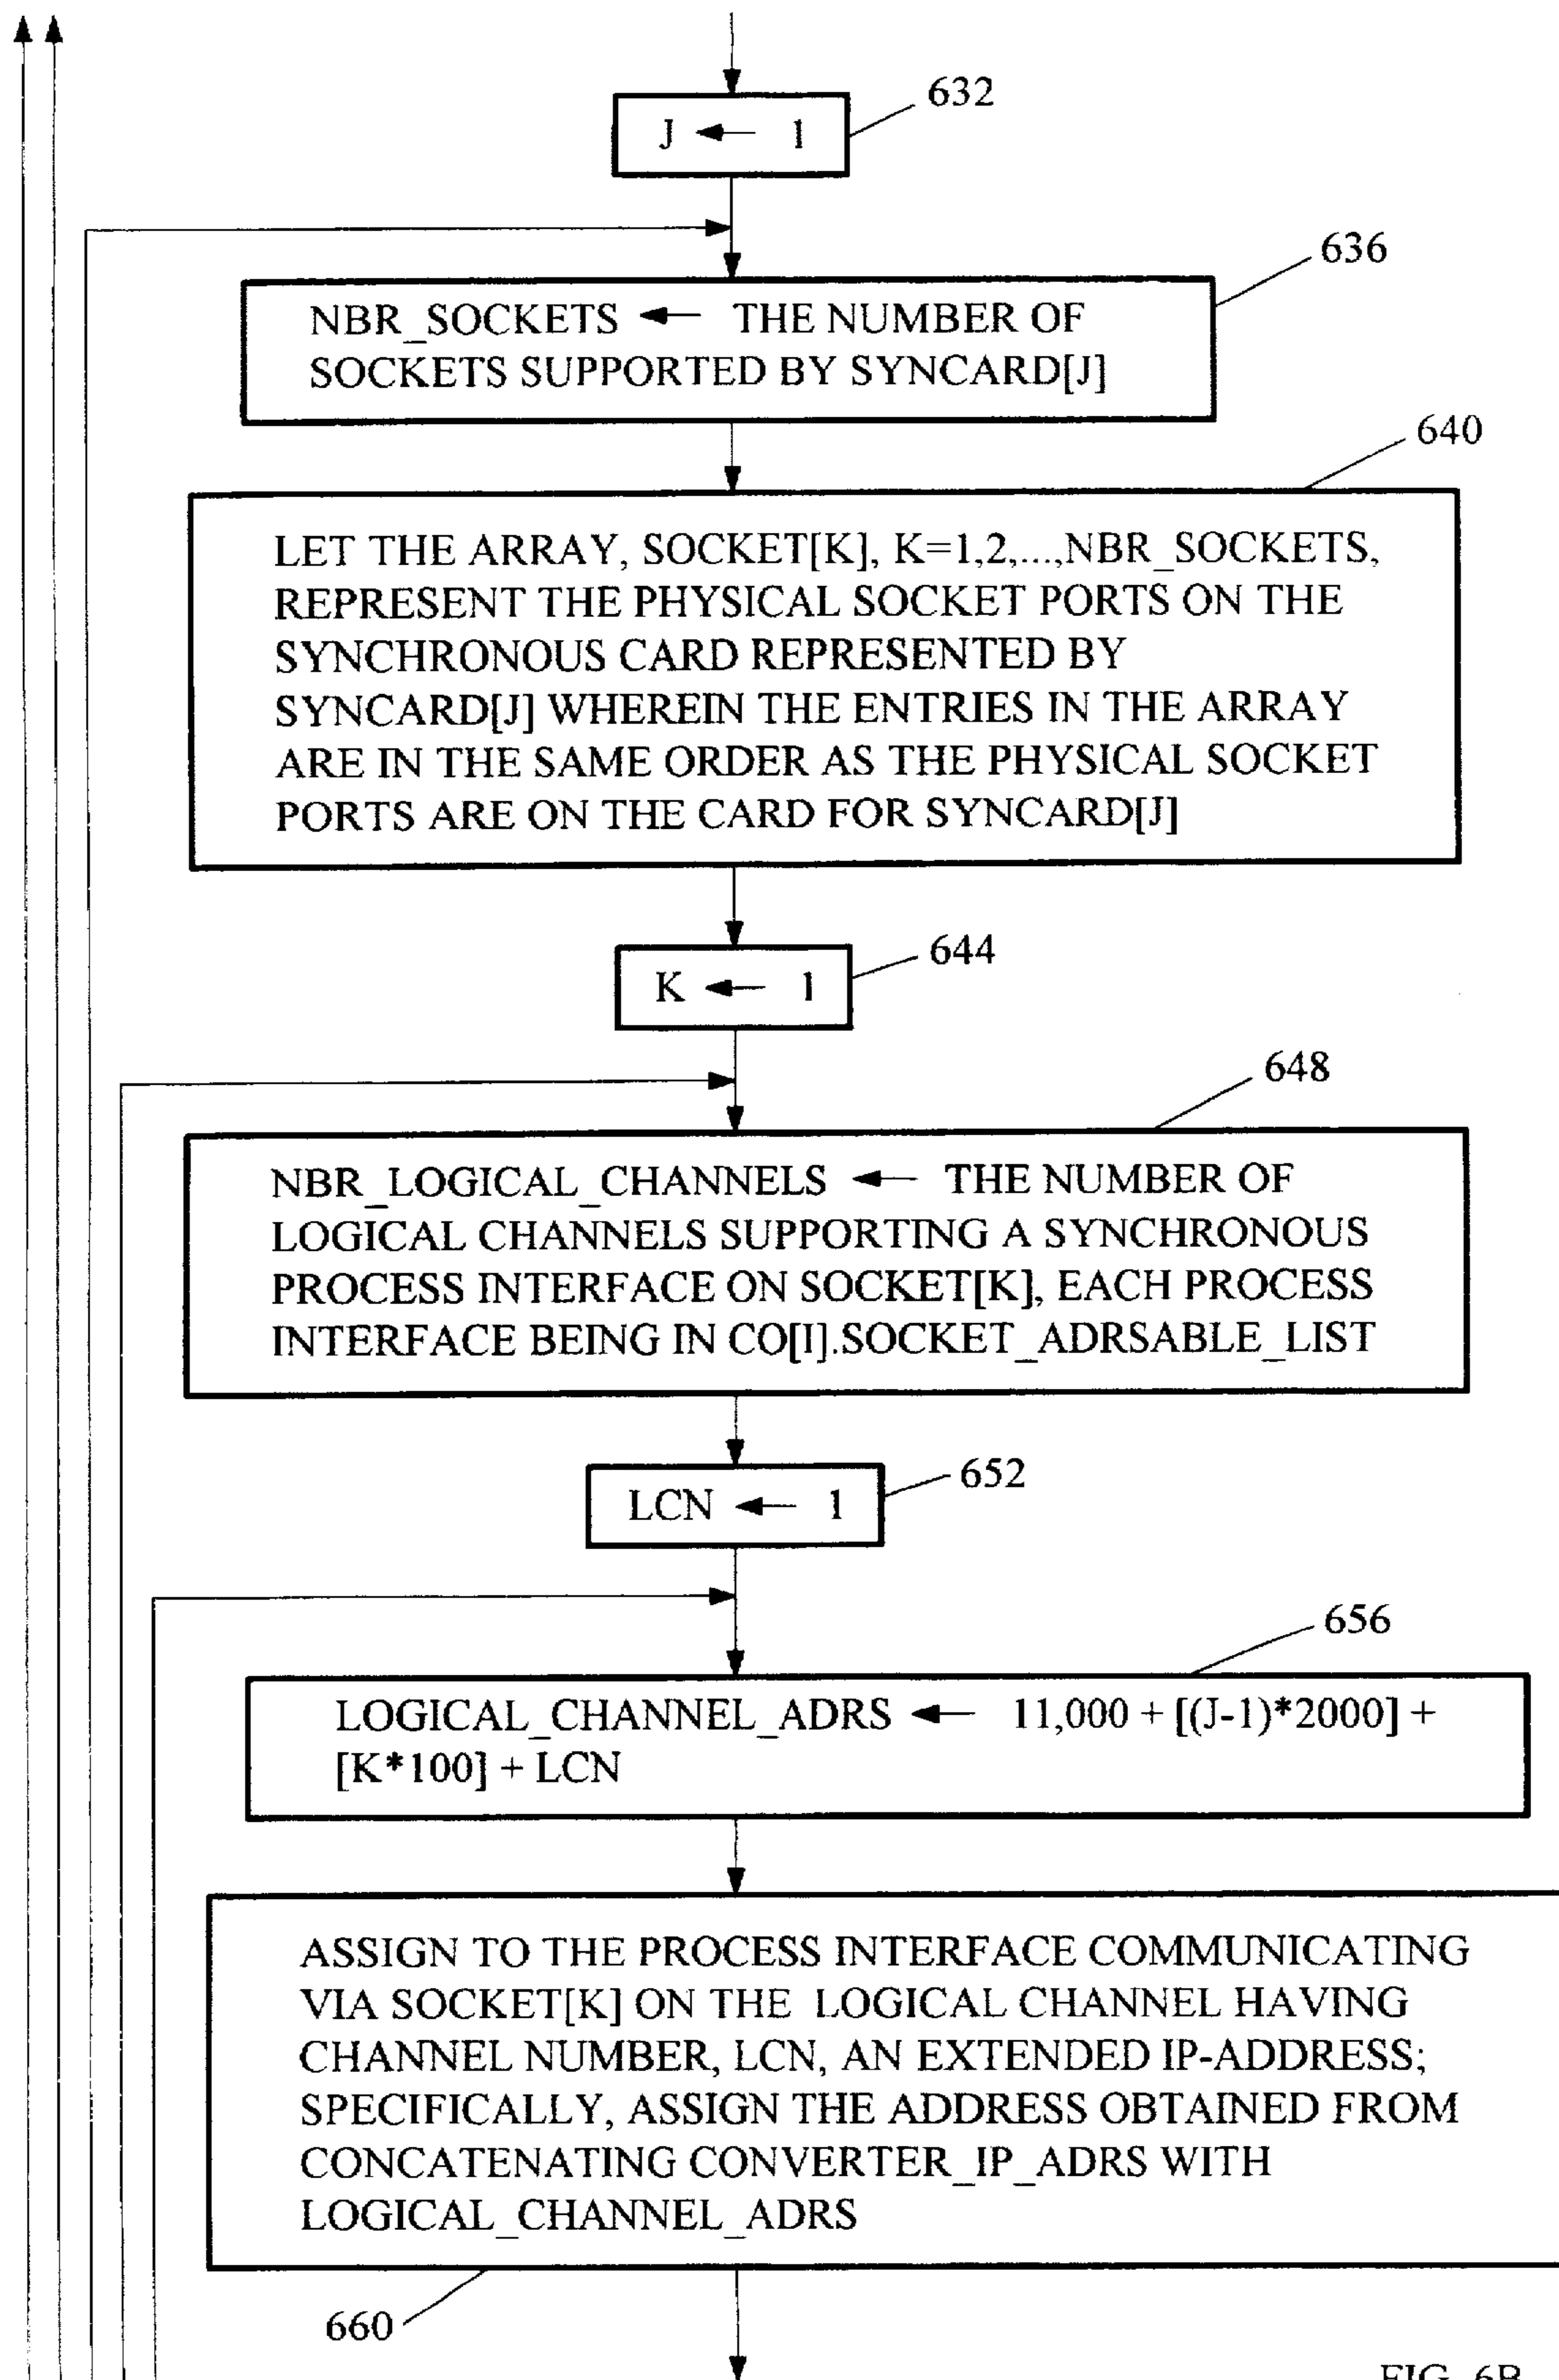 632
J ← 1
636
NBR_SOCKETS ← THE NUMBER OF
SOCKETS SUPPORTED BY SYNCARD[J]
640
LET THE ARRAY, SOCKET[K], K=1,2,...,NBR_SOCKETS,
REPRESENT THE PHYSICAL SOCKET PORTS ON THE
SYNCHRONOUS CARD REPRESENTED BY
SYNCARD[J] WHEREIN THE ENTRIES IN THE ARRAY
ARE IN THE SAME ORDER AS THE PHYSICAL SOCKET
PORTS ARE ON THE CARD FOR SYNCARD[J]
644
K ← 1
648
NBR_LOGICAL_CHANNELS ← THE NUMBER OF
LOGICAL CHANNELS SUPPORTING A SYNCHRONOUS
PROCESS INTERFACE ON SOCKET[K], EACH PROCESS
INTERFACE BEING IN CO[I].SOCKET_ADRSABLE_LIST
652
LCN ← 1
656
LOGICAL_CHANNEL_ADRS ← 11,000 + [(J-1)*2000] +
[K*100] + LCN
ASSIGN TO THE PROCESS INTERFACE COMMUNICATING
VIA SOCKET[K] ON THE LOGICAL CHANNEL HAVING
CHANNEL NUMBER, LCN, AN EXTENDED IP-ADDRESS;
SPECIFICALLY, ASSIGN THE ADDRESS OBTAINED FROM
CONCATENATING CONVERTER_IP_ADRS WITH
LOGICAL_CHANNEL_ADRS
660
FIG. 6B